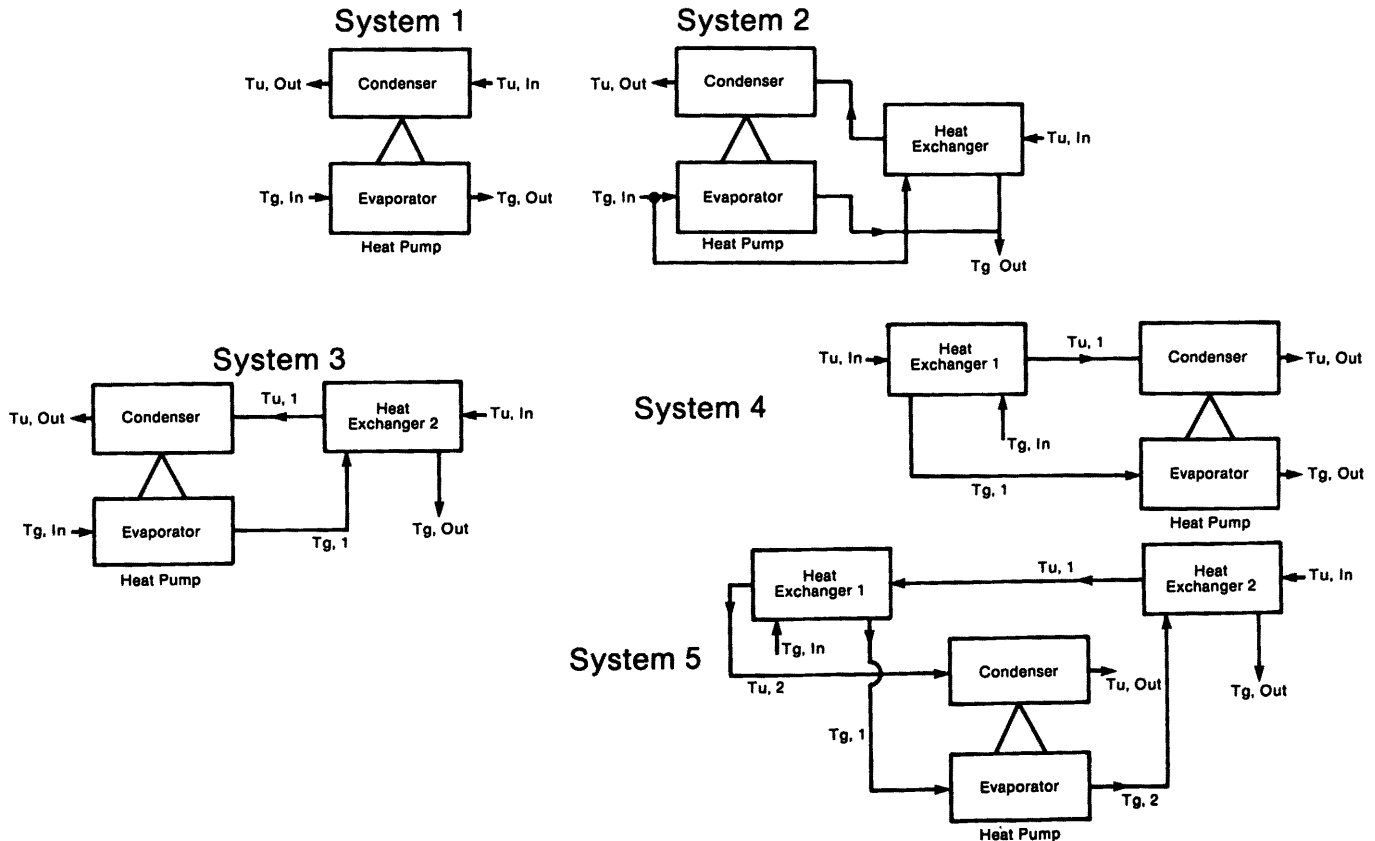 System 1
Condenser
Tu, Out
Tu, In
Tg, In
Evaporator
Tg, Out
Heat Pump
System 2
Tu, Out
Condenser
Heat
Exchanger
Tu, In
Tg, In
Evaporator
Heat Pump
Tg Out
System 3
Tu, Out
Condenser
Tu, 1
Heat
Exchanger 2
Tu, In
Tg, In
Evaporator
Tg, 1
Tg, Out
Heat Pump
System 4
Tu, In
Heat
Exchanger 1
Tu, 1
Condenser
Tu, Out
Tg, In
Tg, 1
Evaporator
Tg, Out
Heat Pump
System 5
Heat
Exchanger 1
Tu, 1
Heat
Exchanger 2
Tu, In
Tg, In
Tu, 2
Condenser
Tu, Out
Tg, Out
Tg, 1
Evaporator
Tg, 2
Heat Pump